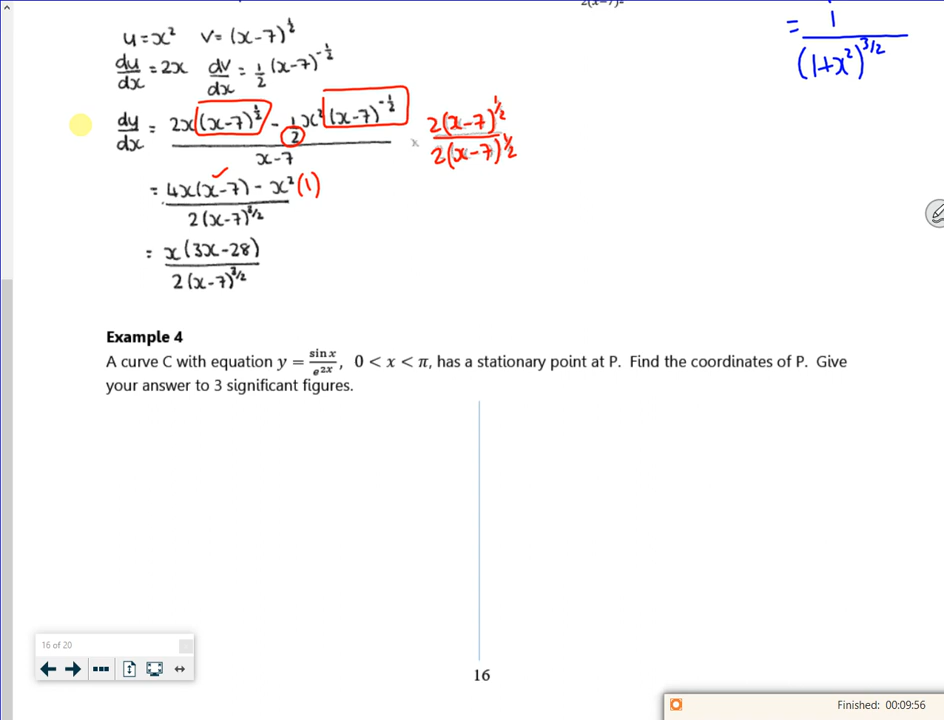 = 1 / (1+x²)^3/2
u = x² v = (x-7)^½
du/dx = 2x dv/dx = ½(x-7)^-½
dy/dx = 2x(x-7)^½ - ½x²(x-7)^-½ / x-7 × 2(x-7)^½ / 2(x-7)^½
= 4x(x-7) - x²(1) / 2(x-7)^3/2
= x(3x-28) / 2(x-7)^3/2
Example 4
A curve C with equation y = sin x / e^2x, 0 < x < π, has a stationary point at P. Find the coordinates of P. Give
your answer to 3 significant figures.
16 of 20
16
Finished: 00:09:56